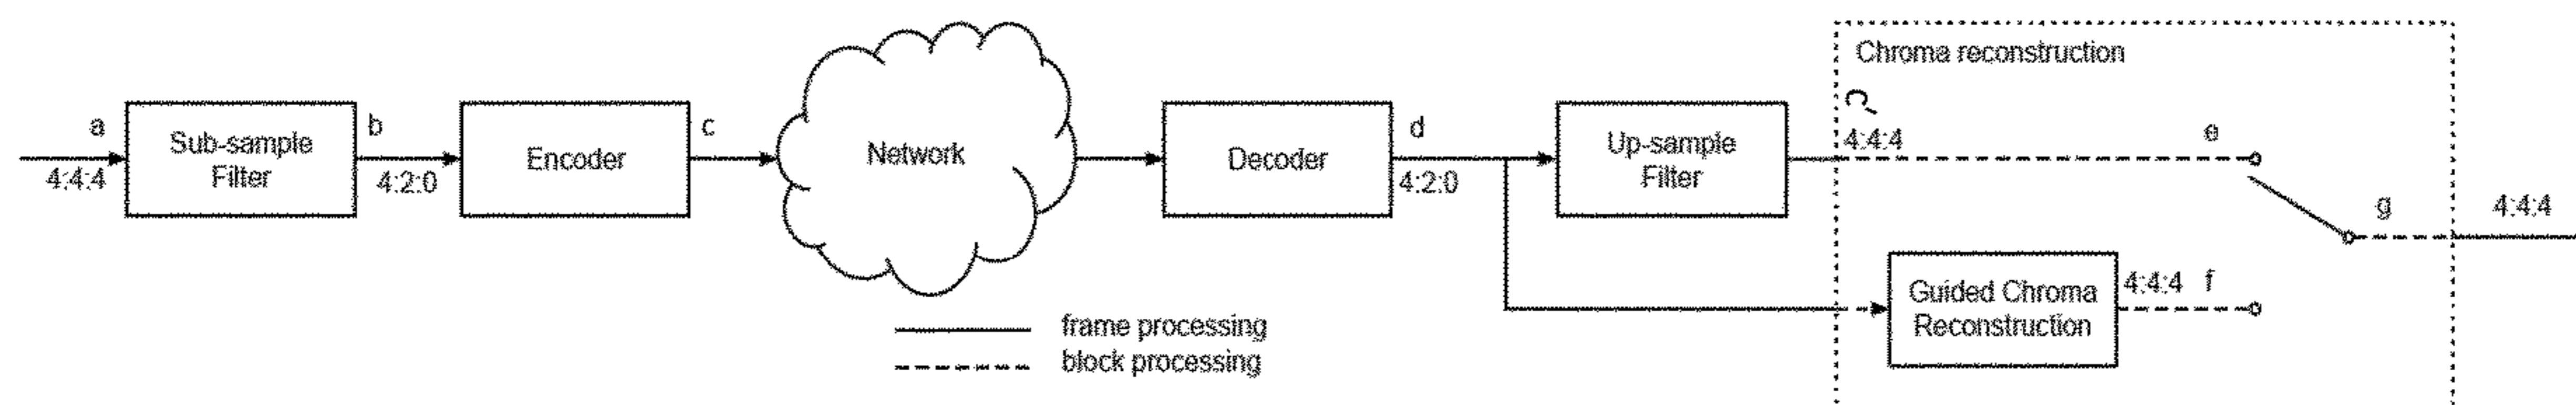 Chroma reconstruction
C'
a
Sub-sample
Filter
b
Encoder
c
Network
Decoder
d
Up-sample
Filter
4:4:4
e
4:4:4
4:2:0
4:2:0
g
4:4:4
Guided Chroma
Reconstruction
4:4:4 f
frame processing
block processing